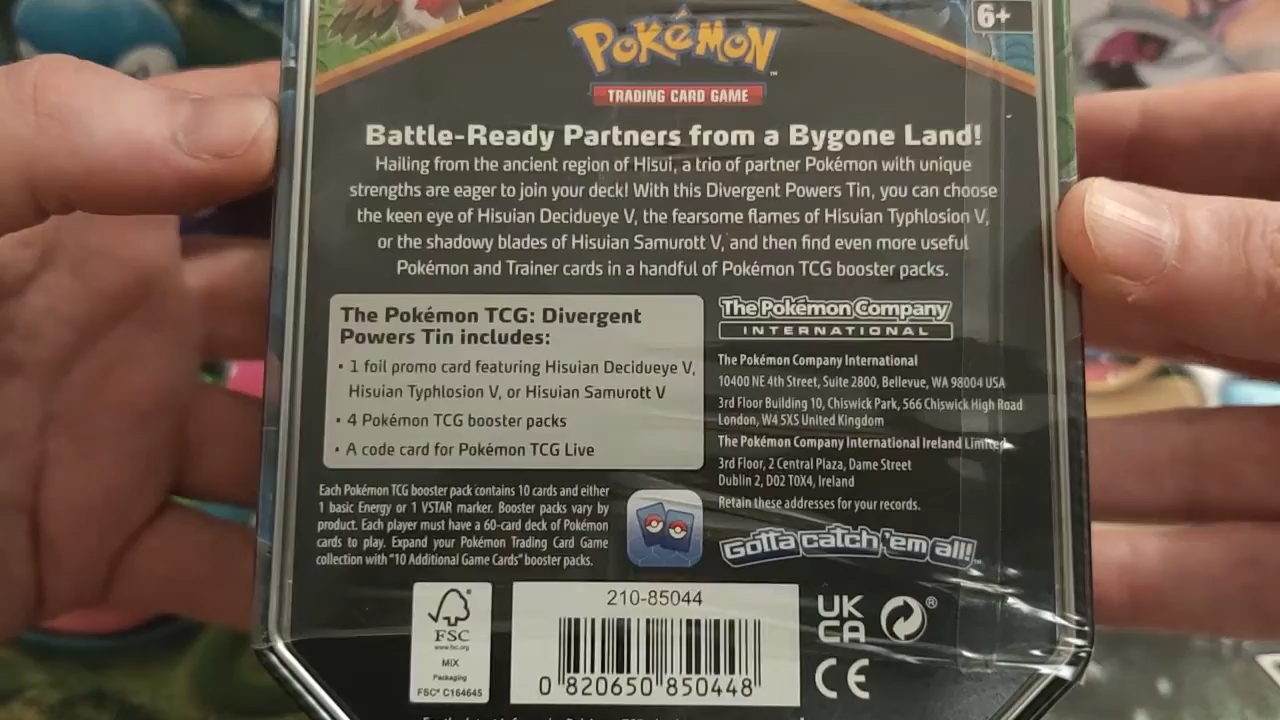 6+
POKéMON
TRADING CARD GAME
Battle-Ready Partners from a Bygone Land!
Hailing from the ancient region of Hisui, a trio of partner Pokémon with unique
strengths are eager to join your deck! With this Divergent Powers Tin, you can choose
the keen eye of Hisuian Decidueye V, the fearsome flames of Hisuian Typhlosion V,
or the shadowy blades of Hisuian Samurott V, and then find even more useful
Pokémon and Trainer cards in a handful of Pokémon TCG booster packs.
The Pokémon TCG: Divergent
Powers Tin includes:
• 1 foil promo card featuring Hisuian Decidueye V,
Hisuian Typhlosion V, or Hisuian Samurott V
• 4 Pokémon TCG booster packs
• A code card for Pokémon TCG Live
The Pokémon Company
INTERNATIONAL
The Pokémon Company International
10400 NE 4th Street, Suite 2800, Bellevue, WA 98004 USA
3rd Floor Building 10, Chiswick Park, 566 Chiswick High Road
London, W4 5XS United Kingdom
The Pokémon Company International Ireland Limited
3rd Floor, 2 Central Plaza, Dame Street
Dublin 2, D02 T0X4, Ireland
Retain these addresses for your records.
Each Pokémon TCG booster pack contains 10 cards and either
1 basic Energy or 1 VSTAR marker. Booster packs vary by
product. Each player must have a 60-card deck of Pokémon
cards to play. Expand your Pokémon Trading Card Game
collection with "10 Additional Game Cards" booster packs.
Gotta catch 'em all!
FSC
www.fsc.org
MIX
Packaging
FSC® C164645
210-85044
0 820650 850448
UK
CA
CE